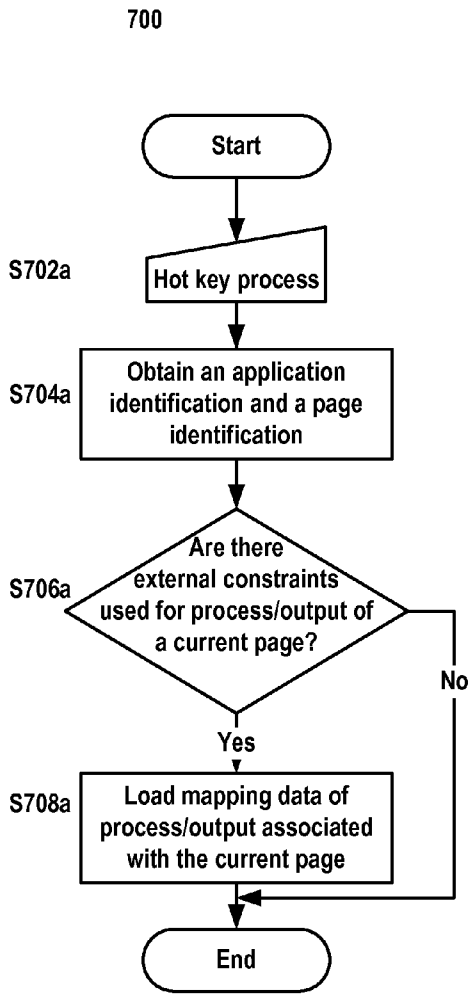 700
Start
S702a
Hot key process
S704a
Obtain an application
identification and a page
identification
S706a
Are there
external constraints
used for process/output of
a current page?
No
Yes
S708a
Load mapping data of
process/output associated
with the current page
End